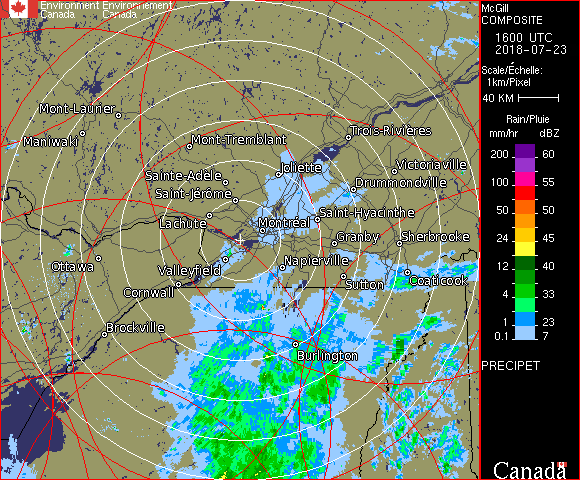 Environment Environnement
Canada Canada
McGill
COMPOSITE
1600 UTC
2018-07-23
Scale/Échelle:
1km/Pixel
40 KM
Rain/Pluie
mm/hr dBZ
200 60
100 55
50 50
24 45
12 40
4 33
1 23
0.1 7
PRECIPET
Canada
Mont-Laurier
Maniwaki
Mont-Tremblant
Trois-Rivières
Victoriaville
Joliette
Sainte-Adèle
Drummondville
Saint-Jérôme
Lachute
Saint-Hyacinthe
Montréal
Granby
Sherbrooke
Ottawa
Valleyfield
Napierville
Sutton
Coaticook
Cornwall
Brockville
Burlington